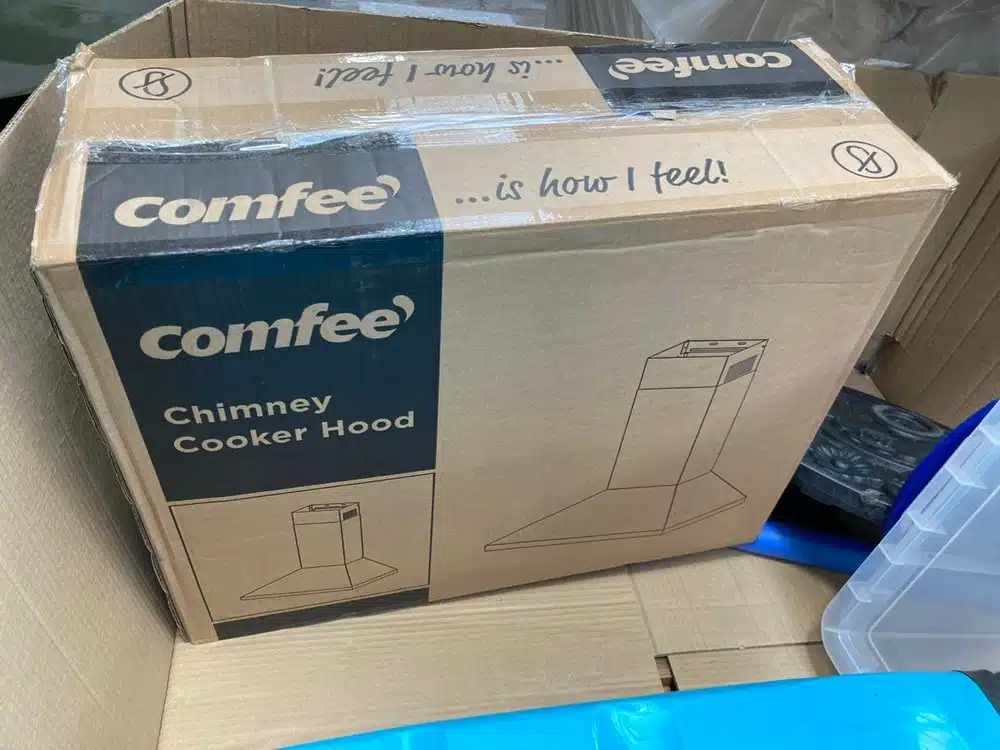 ...is how I feel!
comfee
comfee
...is how I feel!
comfee
Chimney
Cooker Hood